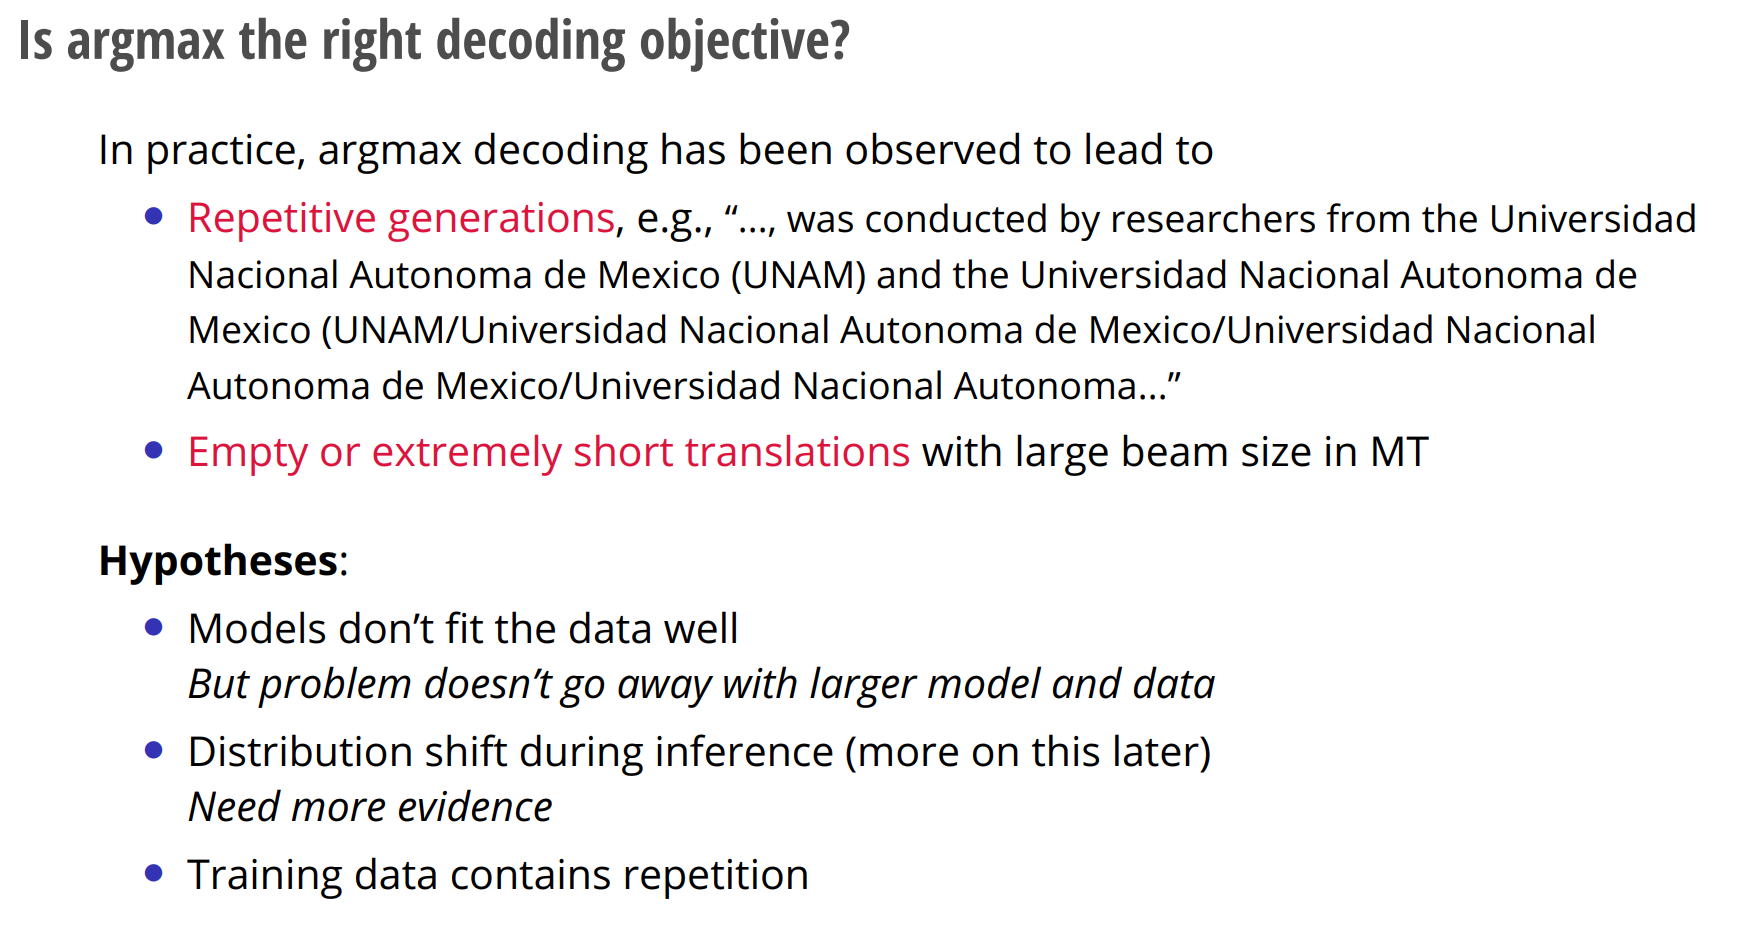 Is argmax the right decoding objective?
In practice, argmax decoding has been observed to lead to
• Repetitive generations, e.g., “..., was conducted by researchers from the Universidad
Nacional Autonoma de Mexico (UNAM) and the Universidad Nacional Autonoma de
Mexico (UNAM/Universidad Nacional Autonoma de Mexico/Universidad Nacional
Autonoma de Mexico/Universidad Nacional Autonoma...”
• Empty or extremely short translations with large beam size in MT
Hypotheses:
• Models don’t fit the data well
But problem doesn’t go away with larger model and data
• Distribution shift during inference (more on this later)
Need more evidence
• Training data contains repetition